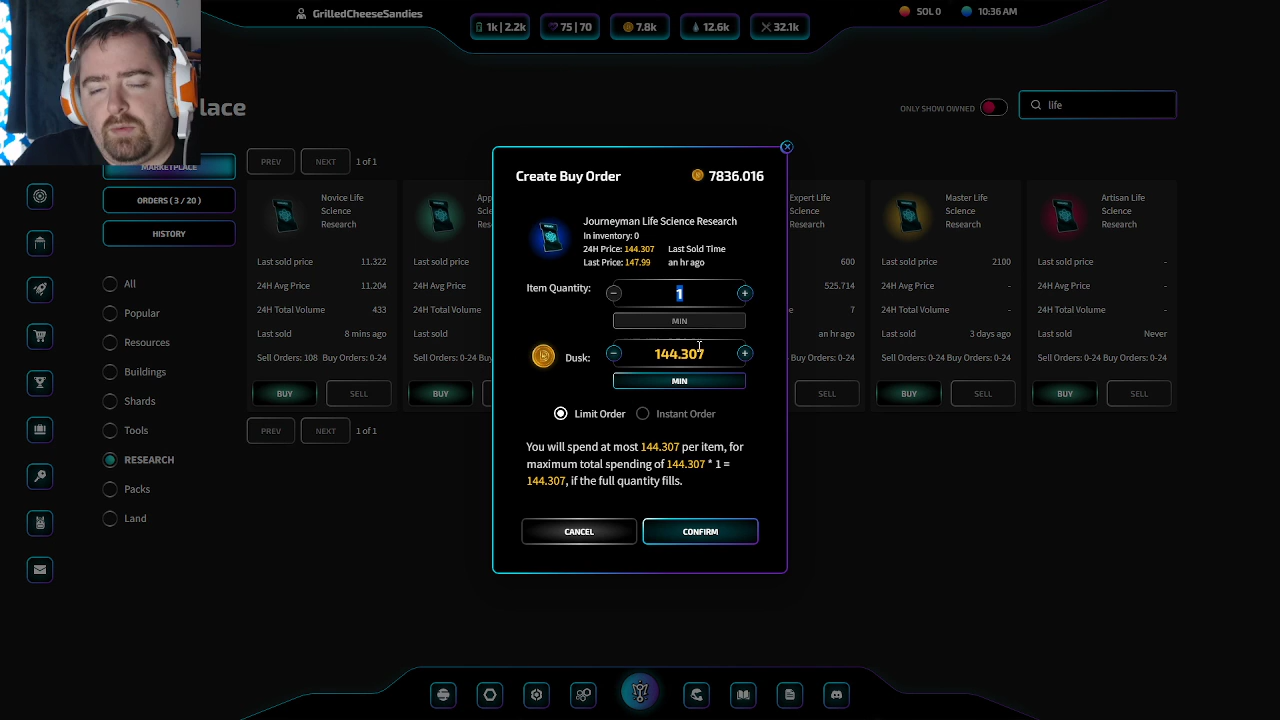 GrilledCheeseSandies
1k | 2.2k
75 | 70
7.8k
12.6k
32.1k
SOL 0
10:36 AM
lace
ONLY SHOW OWNED
life
MARKETPLACE
ORDERS ( 3 / 20 )
HISTORY
All
Popular
Resources
Buildings
Shards
Tools
RESEARCH
Packs
Land
PREV
NEXT
1 of 1
Novice Life
Science
Research
Last sold price
11.322
24H Avg Price
11.204
24H Total Volume
433
Last sold
8 mins ago
Sell Orders: 108
Buy Orders: 0-24
BUY
SELL
App
Scie
Res
Last sold price
24H Avg Price
24H Total Volume
Last sold
Sell Orders: 37
BUY
Create Buy Order
7836.016
Journeyman Life Science Research
In inventory: 0
24H Price: 144.307
Last Sold Time
Last Price: 147.99
an hr ago
Item Quantity:
1
MIN
Dusk:
144.307
MIN
Limit Order
Instant Order
You will spend at most 144.307 per item, for
maximum total spending of 144.307 * 1 =
144.307, if the full quantity fills.
CANCEL
CONFIRM
Expert Life
Science
Research
600
525.714
7
an hr ago
Buy Orders: 0-24
SELL
Master Life
Science
Research
Last sold price
2100
24H Avg Price
-
24H Total Volume
-
Last sold
3 days ago
Sell Orders: 7
Buy Orders: 0-24
BUY
SELL
Artisan Life
Science
Research
Last sold price
-
24H Avg Price
-
24H Total Volume
-
Last sold
Never
Sell Orders: 1
Buy Orders: 0-24
BUY
SELL
PREV
NEXT
1 of 1